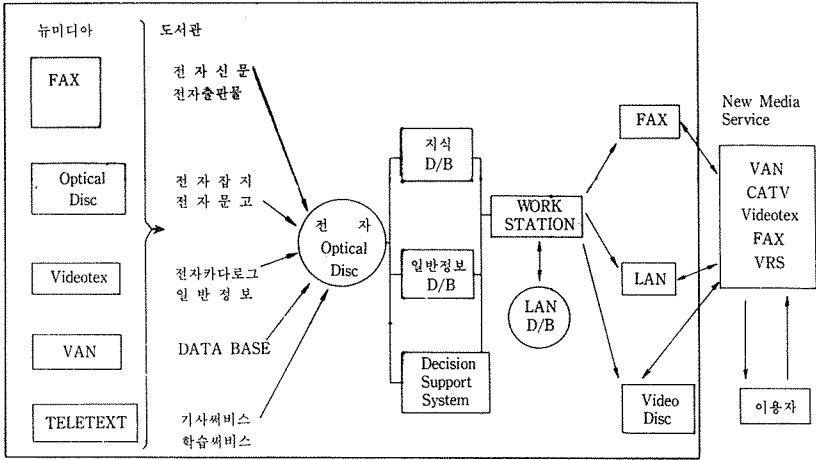 뉴미디어
FAX
Optical
Disc
Videotex
VAN
TELETEXT
도서관
전 자 신 문
전자출판물
전 자 잡 지
전 자 문 고
전자카다로그
일 반 정 보
DATA BASE
기사써비스
학습써비스
전 자
Optical
Disc
지식
D/B
일반정보
D/B
Decision
Support
System
WORK
STATION
LAN
D/B
FAX
LAN
Video
Disc
New Media
Service
VAN
CATV
Videotex
FAX
VRS
이용자